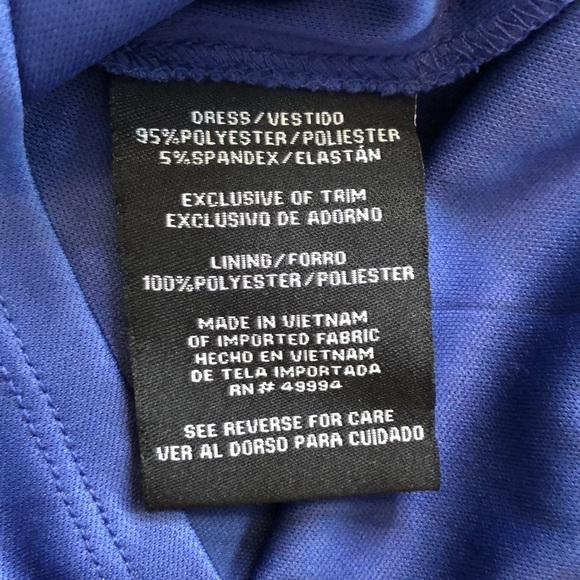 DRESS/VESTIDO
95%POLYESTER/POLIESTER
5%SPANDEX/ELASTÁN
EXCLUSIVE OF TRIM
EXCLUSIVO DE ADORNO
LINING/FORRO
100%POLYESTER/POLIESTER
MADE IN VIETNAM
OF IMPORTED FABRIC
HECHO EN VIETNAM
DE TELA IMPORTADA
RN# 49994
SEE REVERSE FOR CARE
VER AL DORSO PARA CUIDADO